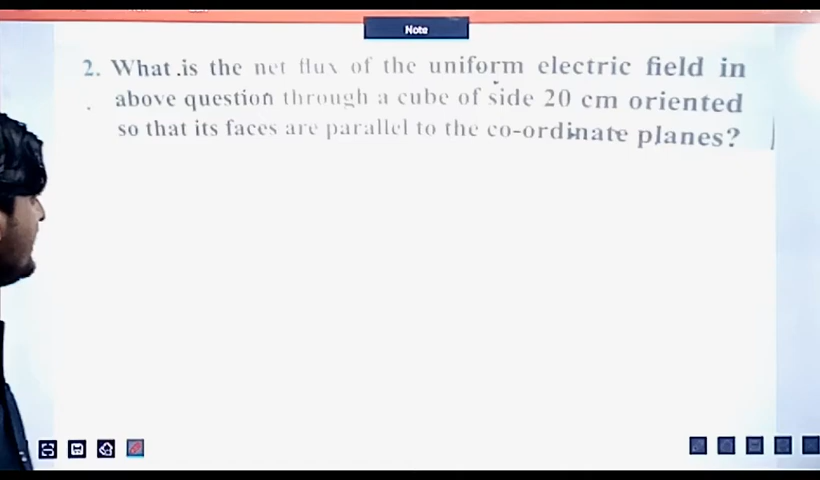 Note
2. What is the net flux of the uniform electric field in
above question through a cube of side 20 cm oriented
so that its faces are parallel to the co-ordinate planes?